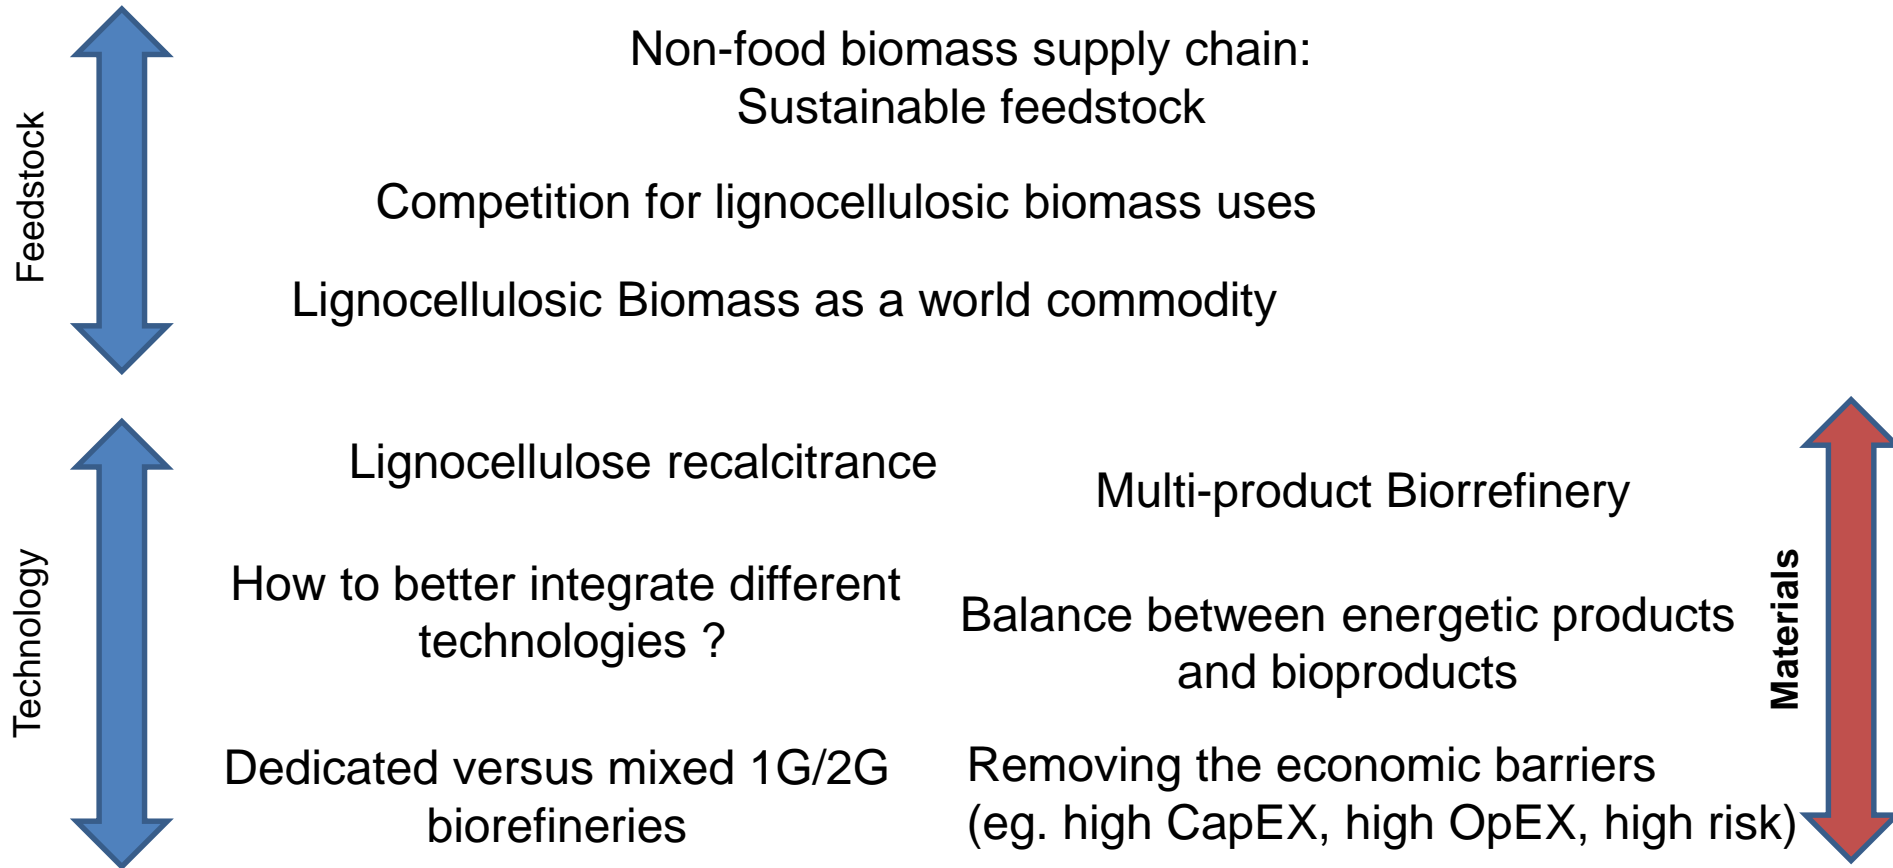 Feedstock
Non-food biomass supply chain:
Sustainable feedstock
Competition for lignocellulosic biomass uses
Lignocellulosic Biomass as a world commodity
Technology
Lignocellulose recalcitrance
How to better integrate different
technologies ?
Dedicated versus mixed 1G/2G
biorefineries
Multi-product Biorrefinery
Balance between energetic products
and bioproducts
Removing the economic barriers
(eg. high CapEX, high OpEX, high risk)
Materials